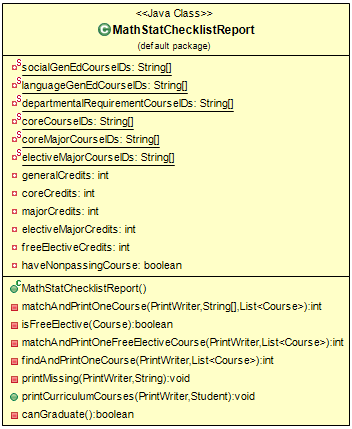 <<Java Class>>
MathStatChecklistReport
(default package)
socialGenEdCourseIDs: String[]
languageGenEdCourseIDs: String[]
departmentalRequirementCourseIDs: String[]
coreCourseIDs: String[]
coreMajorCourseIDs: String[]
electiveMajorCourseIDs: String[]
generalCredits: int
coreCredits: int
majorCredits: int
electiveMajorCredits: int
freeElectiveCredits: int
haveNonpassingCourse: boolean
MathStatChecklistReport()
matchAndPrintOneCourse(PrintWriter,String[],List<Course>):int
isFreeElective(Course):boolean
matchAndPrintOneFreeElectiveCourse(PrintWriter,List<Course>):int
findAndPrintOneCourse(PrintWriter,List<Course>):int
printMissing(PrintWriter,String):void
printCurriculumCourses(PrintWriter,Student):void
canGraduate():boolean